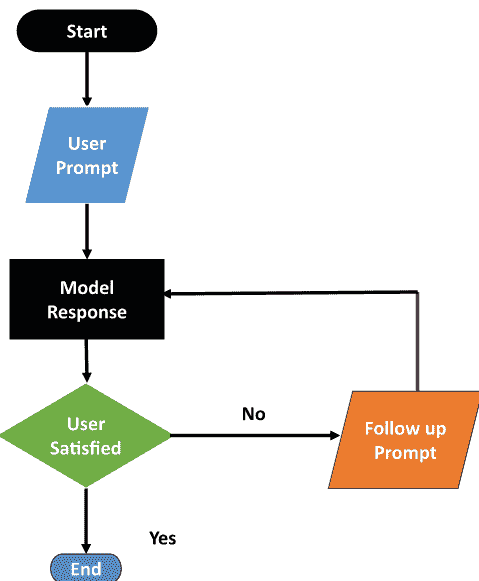 Start
User
Prompt
Model
Response
User
Satisfied
No
Follow up
Prompt
Yes
End